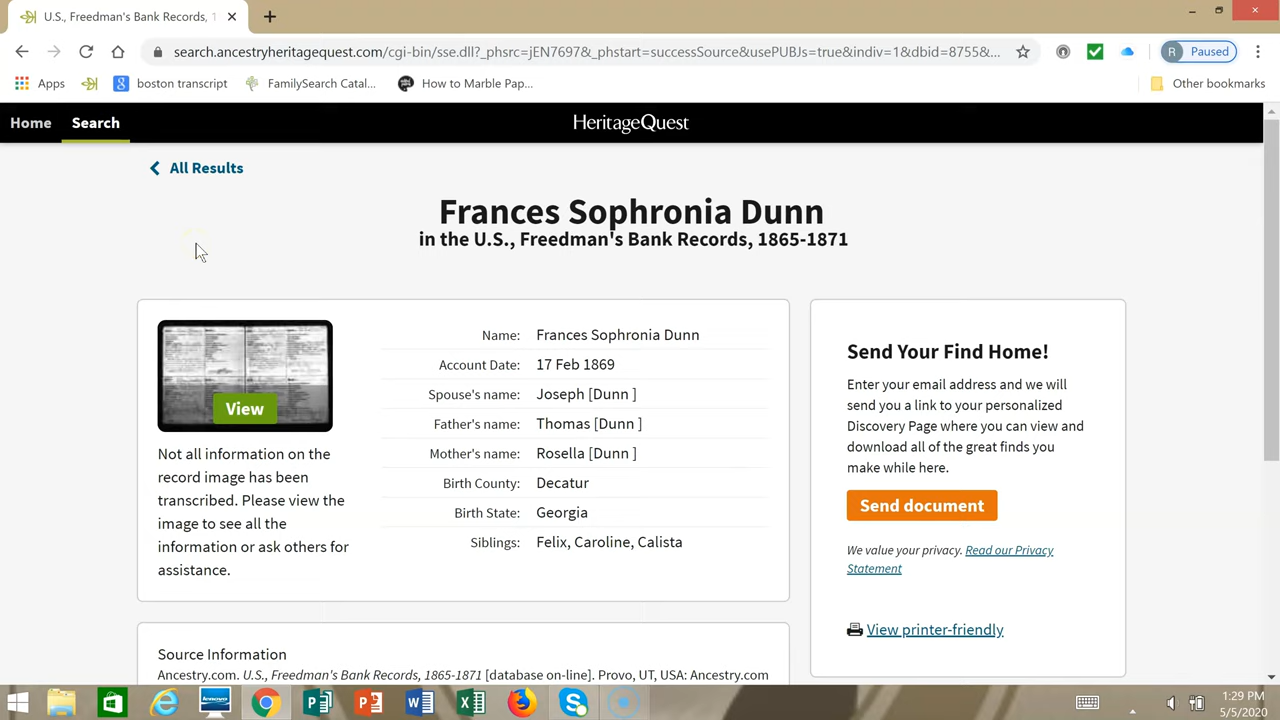 U.S., Freedman's Bank Records, 1
search.ancestryheritagequest.com/cgi-bin/sse.dll?_phsrc=jEN7697&_phstart=successSource&usePUBJs=true&indiv=1&dbid=8755&...
R Paused
Apps
boston transcript
FamilySearch Catal...
How to Marble Pap...
Other bookmarks
Home
Search
HeritageQuest
All Results
Frances Sophronia Dunn
in the U.S., Freedman's Bank Records, 1865-1871
View
Not all information on the
record image has been
transcribed. Please view the
image to see all the
information or ask others for
assistance.
Name: Frances Sophronia Dunn
Account Date: 17 Feb 1869
Spouse's name: Joseph [Dunn ]
Father's name: Thomas [Dunn ]
Mother's name: Rosella [Dunn ]
Birth County: Decatur
Birth State: Georgia
Siblings: Felix, Caroline, Calista
Send Your Find Home!
Enter your email address and we will
send you a link to your personalized
Discovery Page where you can view and
download all of the great finds you
make while here.
Send document
We value your privacy. Read our Privacy
Statement
View printer-friendly
Source Information
Ancestry.com. U.S., Freedman's Bank Records, 1865-1871 [database on-line]. Provo, UT, USA: Ancestry.com
1:29 PM
5/5/2020